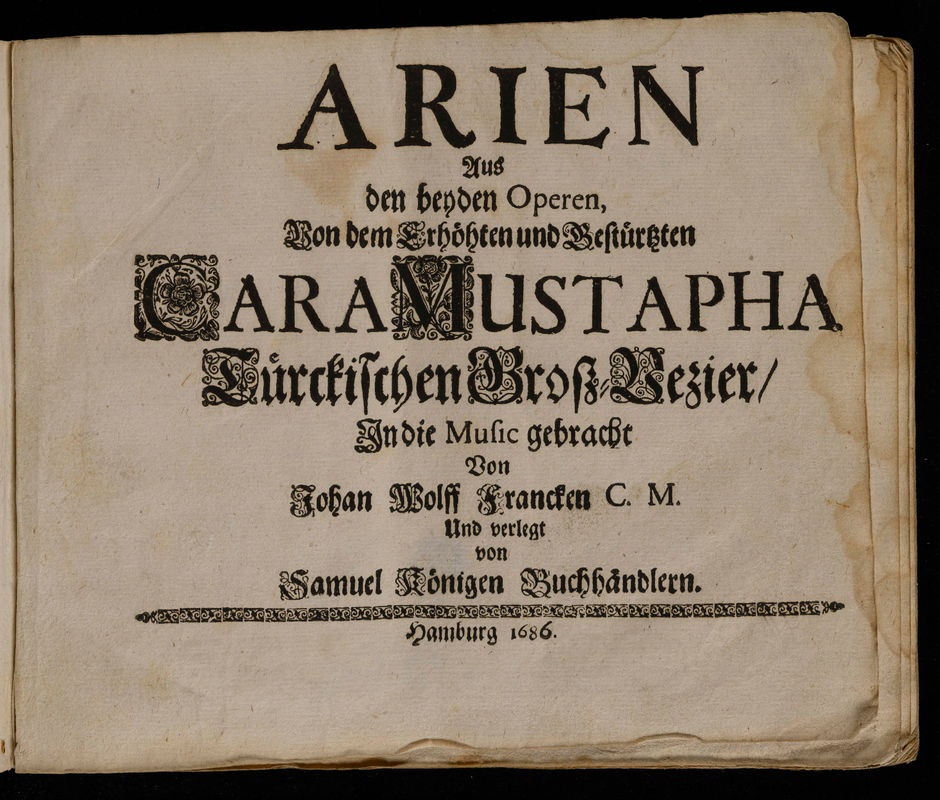 ARIEN
Aus
den beyden Operen,
Von dem Erhöhten und Bestürtzten
CARA MUSTAPHA
Türckischen Groß-Vezier/
In die Music gebracht
Von
Johan Wolff Francken C. M.
Und verlegt
von
Samuel Königen Buchhändlern.
Hamburg 1686.